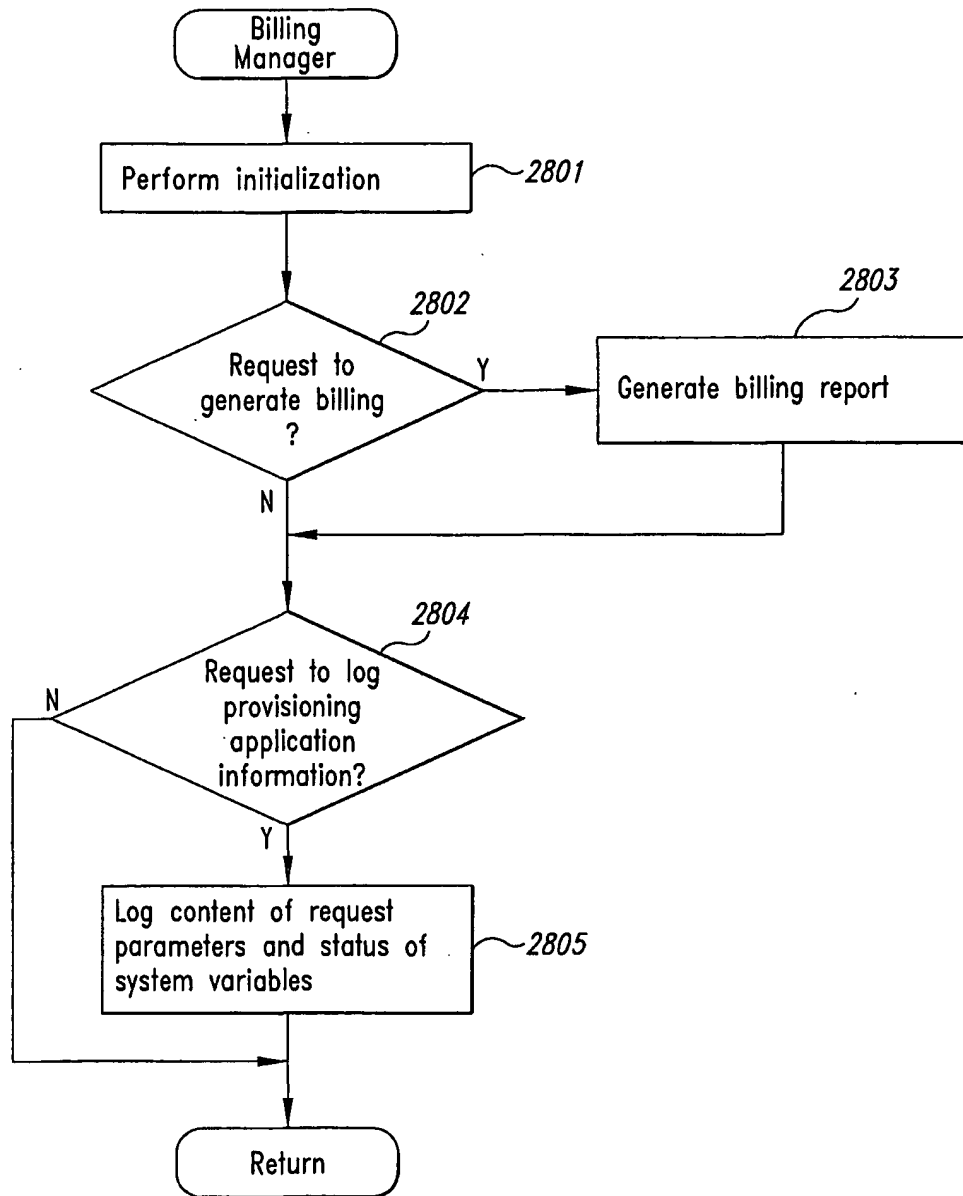 Billing
Manager
Perform initialization
2801
2802
2803
Request to
generate billing
?
Y
Generate billing report
N
2804
N
Request to log
provisioning
application
information?
Y
Log content of request
parameters and status of
system variables
2805
Return